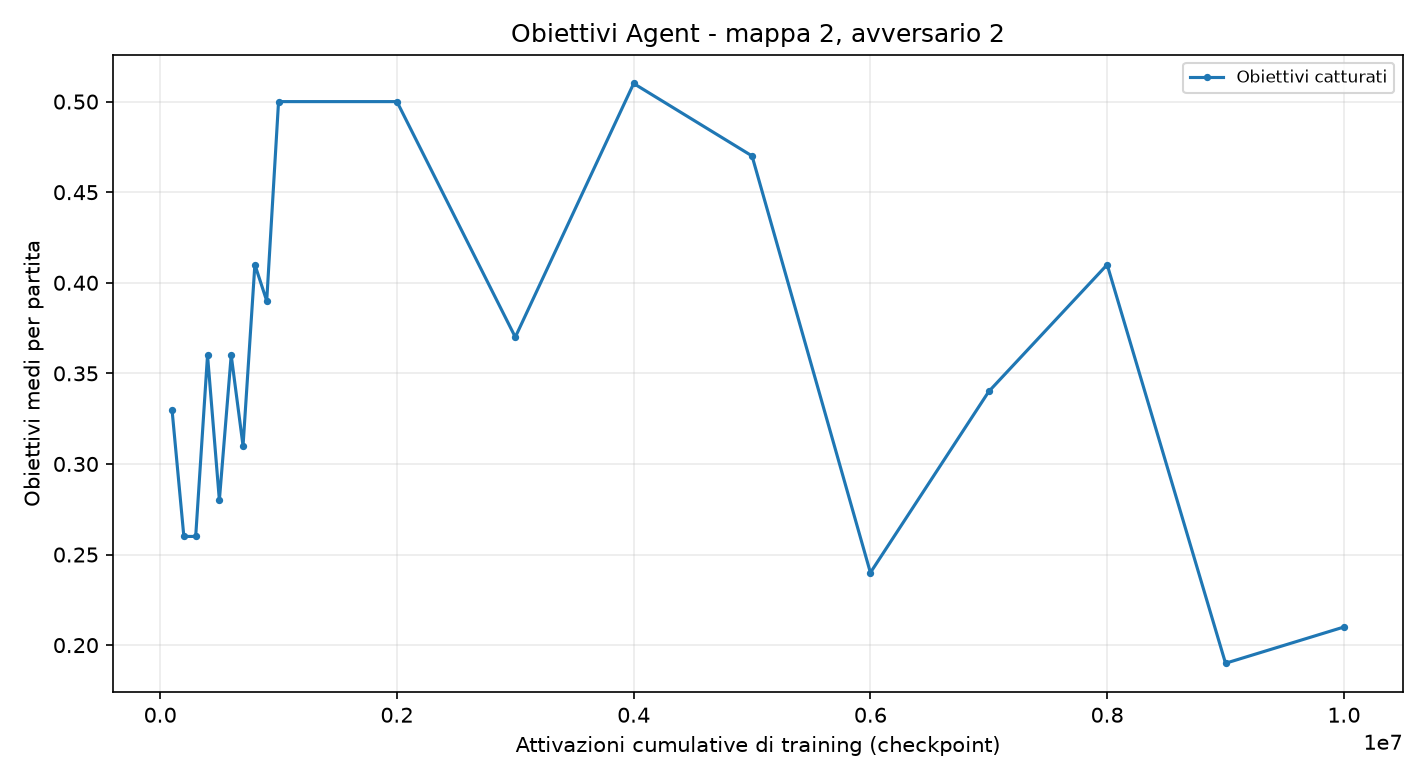 Obiettivi Agent - mappa 2, avversario 2
Obiettivi catturati
Obiettivi medi per partita
0.50
0.45
0.40
0.35
0.30
0.25
0.20
0.0 0.2 0.4 0.6 0.8 1.0
1e7
Attivazioni cumulative di training (checkpoint)